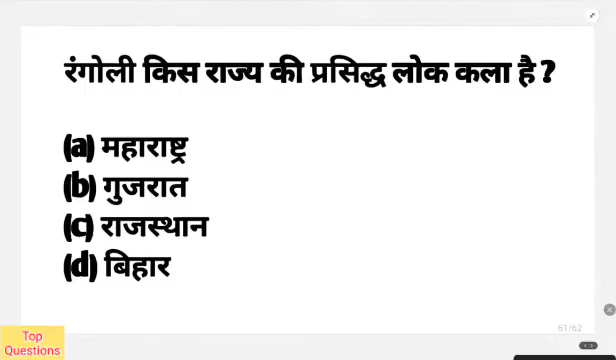 रंगोली किस राज्य की प्रसिद्ध लोक कला है ?
(a) महाराष्ट्र
(b) गुजरात
(c) राजस्थान
(d) बिहार
61/62
Top
Questions